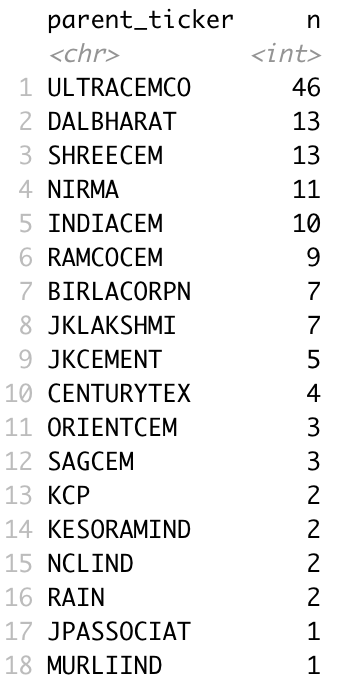 parent_ticker n
<chr> <int>
1 ULTRACEMCO 46
2 DALBHARAT 13
3 SHREECEM 13
4 NIRMA 11
5 INDIACEM 10
6 RAMCOCEM 9
7 BIRLACORPN 7
8 JKLAKSHMI 7
9 JKCEMENT 5
10 CENTURYTEX 4
11 ORIENTCEM 3
12 SAGCEM 3
13 KCP 2
14 KESORAMIND 2
15 NCLIND 2
16 RAIN 2
17 JPASSOCIAT 1
18 MURLIIND 1